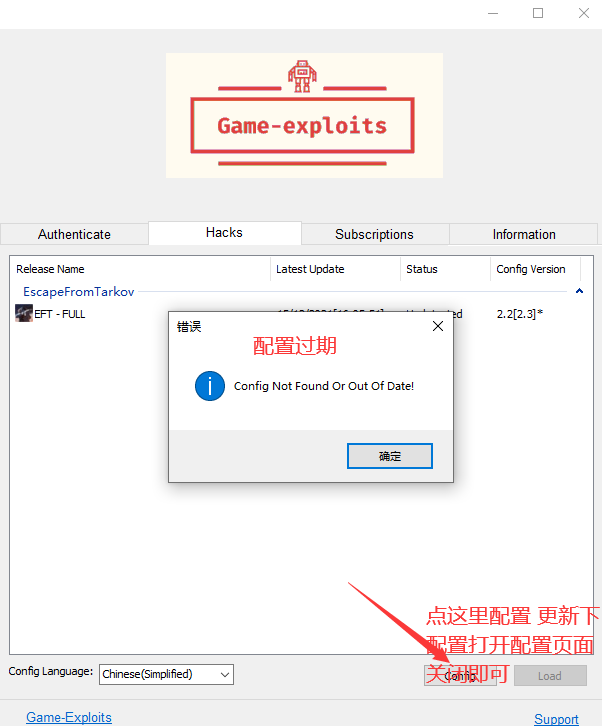 Game-exploits
Authenticate
Hacks
Subscriptions
Information
Release Name
Latest Update
Status
Config Version
EscapeFromTarkov
EFT - FULL
2.2[2.3]*
错误
配置过期
Config Not Found Or Out Of Date!
确定
点这里配置 更新下
配置打开配置页面
关闭即可
Config Language:
Chinese(Simplified)
Config
Load
Game-Exploits
Support